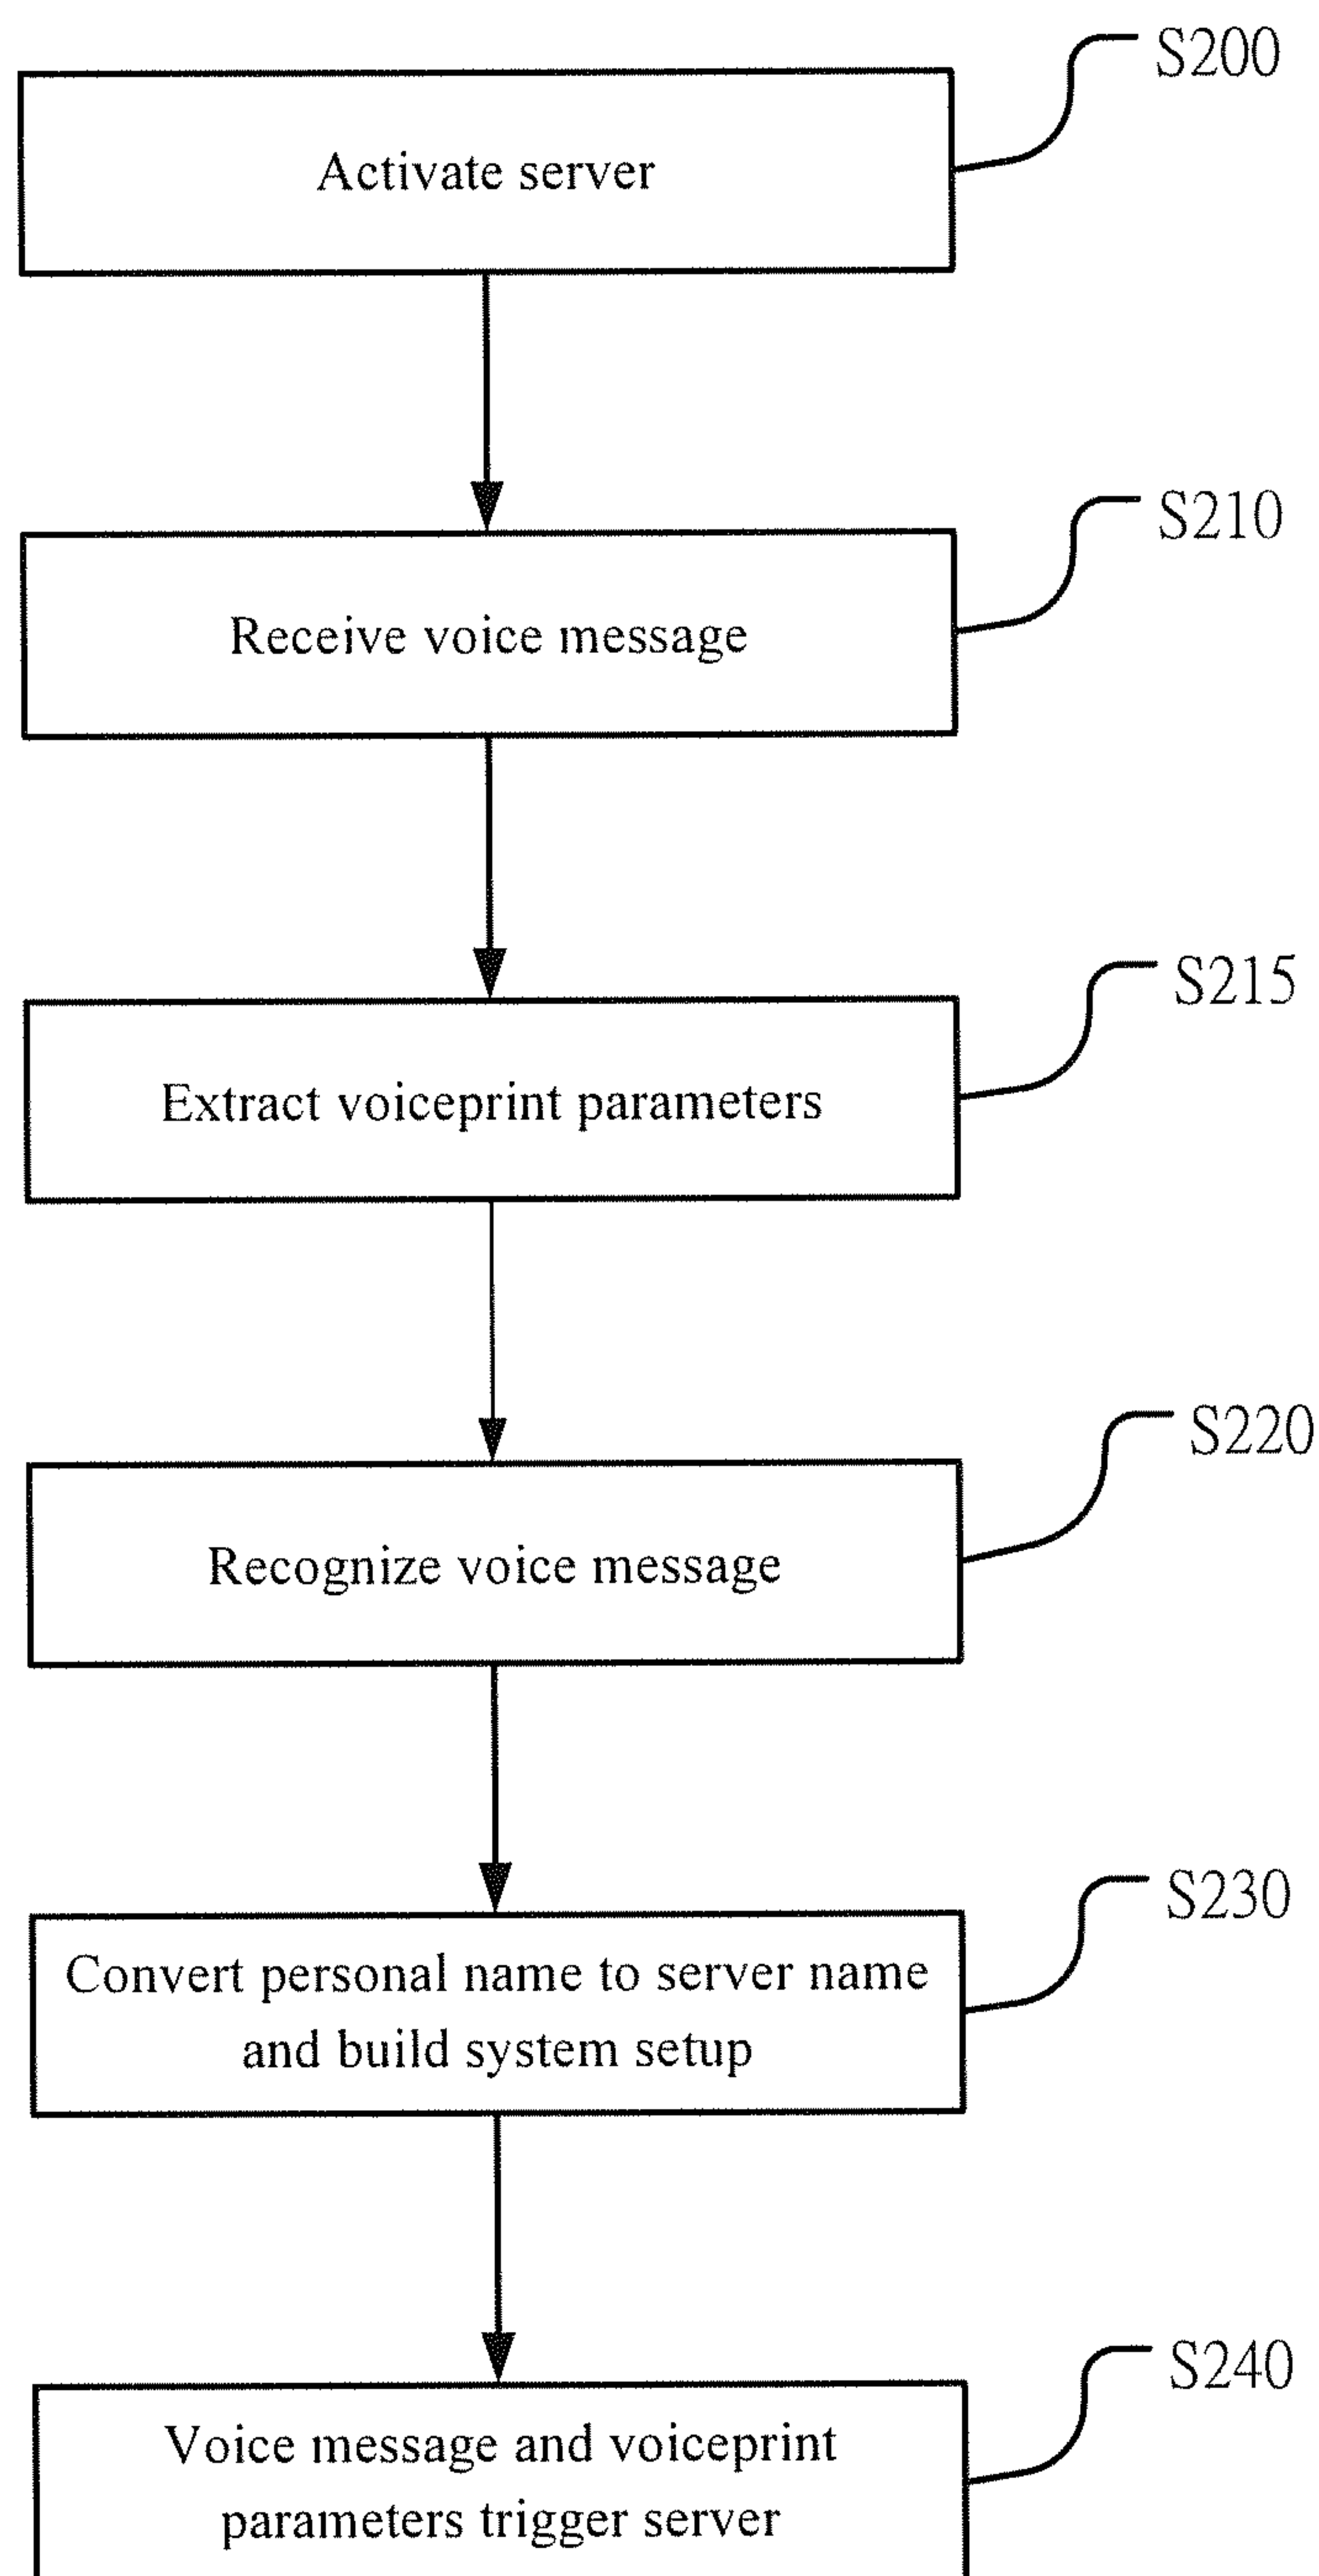 S200
Activate server
S210
Receive voice message
S215
Extract voiceprint parameters
S220
Recognize voice message
S230
Convert personal name to server name
and build system setup
S240
Voice message and voiceprint
parameters trigger server